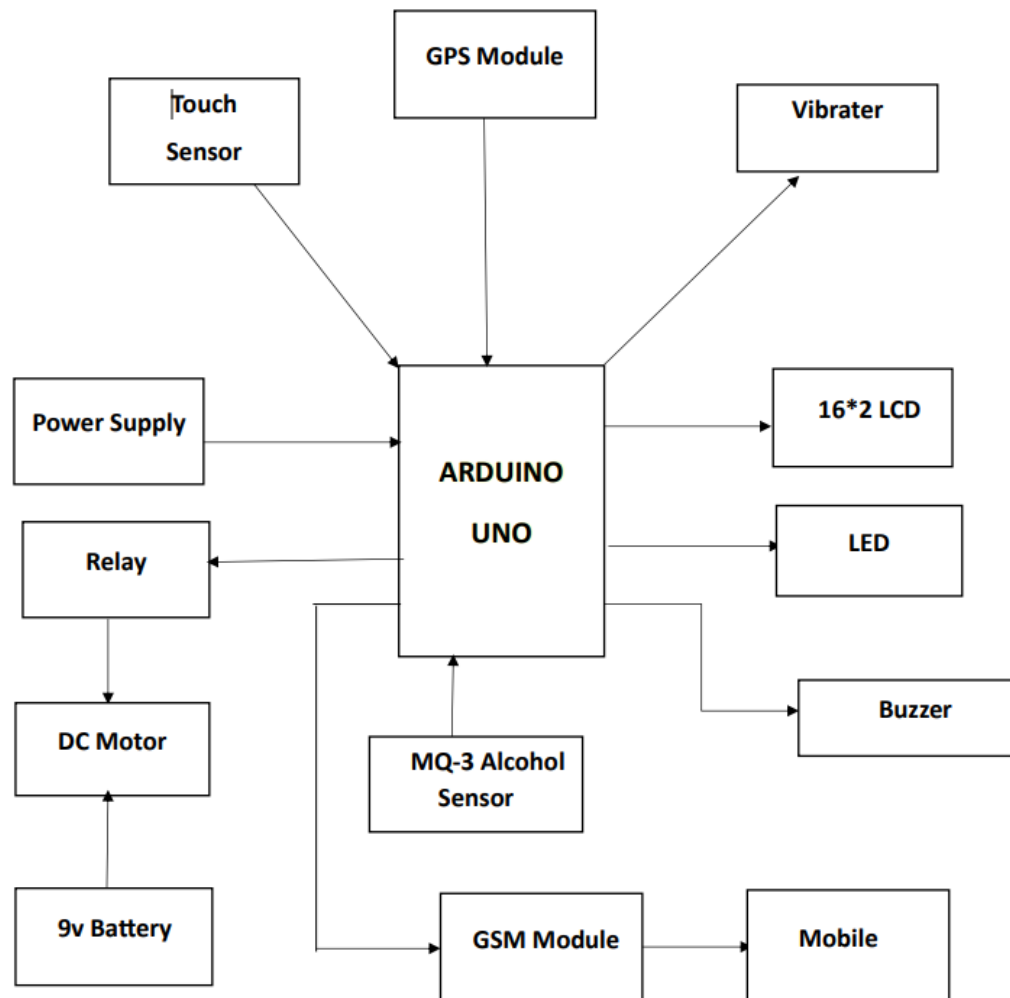 GPS Module
Touch
Sensor
Vibrater
Power Supply
ARDUINO
UNO
16*2 LCD
Relay
LED
DC Motor
MQ-3 Alcohol
Sensor
Buzzer
9v Battery
GSM Module
Mobile